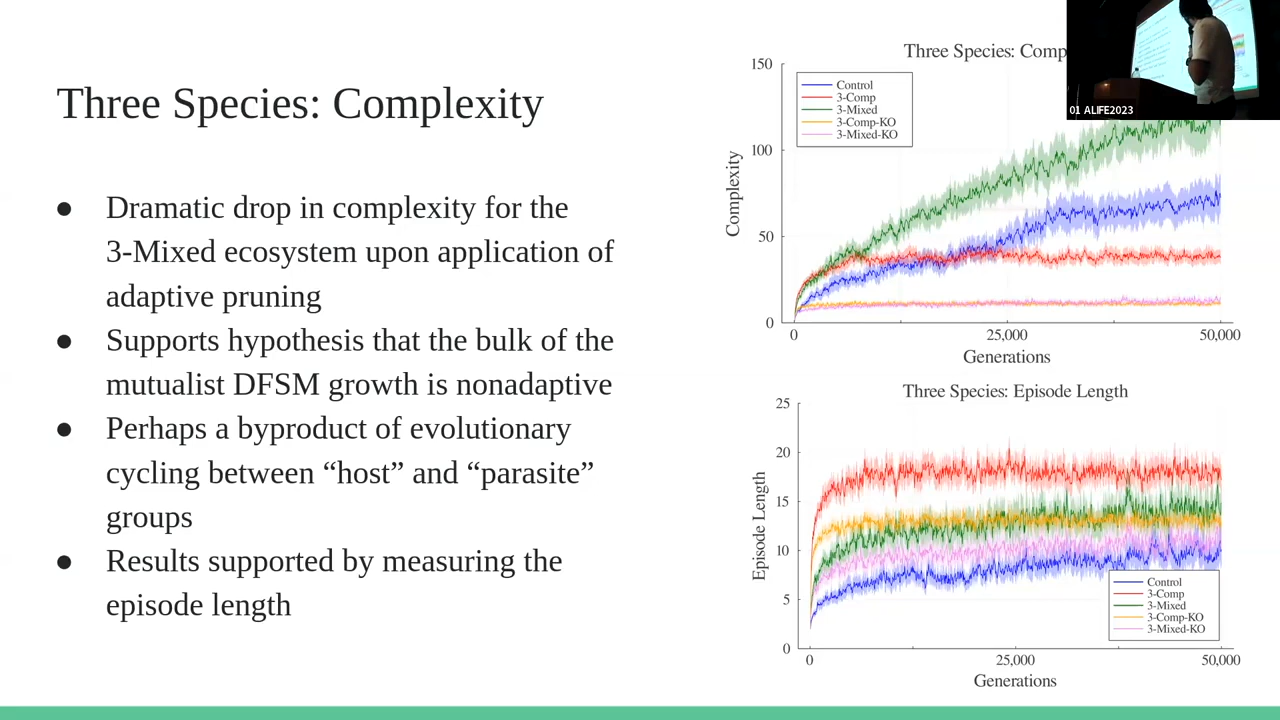 Three Species: Complexity
● Dramatic drop in complexity for the
3-Mixed ecosystem upon application of
adaptive pruning
● Supports hypothesis that the bulk of the
mutualist DFSM growth is nonadaptive
● Perhaps a byproduct of evolutionary
cycling between “host” and “parasite”
groups
● Results supported by measuring the
episode length
Three Species: Comp
150
100
50
0
Complexity
Control
3-Comp
3-Mixed
3-Comp-KO
3-Mixed-KO
0 25,000 50,000
Generations
01 ALIFE2023
Three Species: Episode Length
25
20
15
10
5
0
Episode Length
Control
3-Comp
3-Mixed
3-Comp-KO
3-Mixed-KO
0 25,000 50,000
Generations